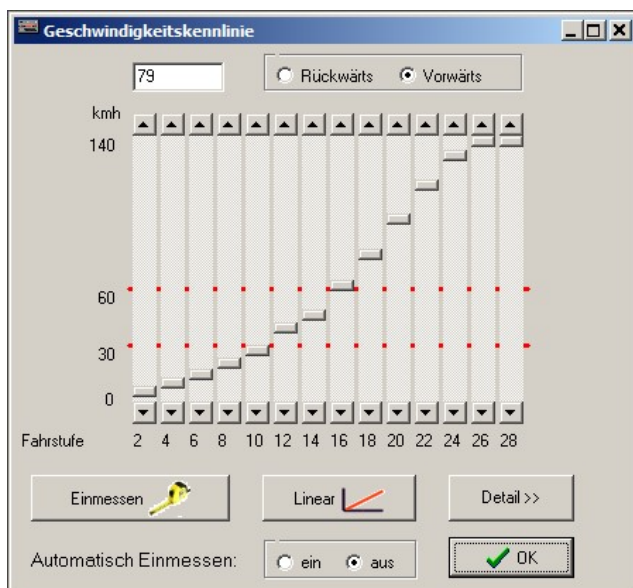 Geschwindigkeitskennlinie
79
Rückwärts Vorwärts
kmh
140
60
30
0
Fahrstufe 2 4 6 8 10 12 14 16 18 20 22 24 26 28
Einmessen Linear Detail >>
Automatisch Einmessen: ein aus OK